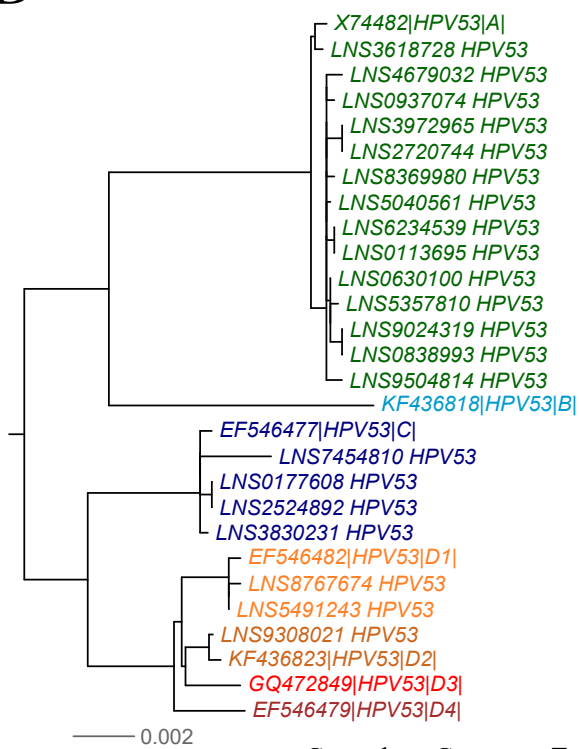 X74482|HPV53|A|
LNS3618728 HPV53
LNS4679032 HPV53
LNS0937074 HPV53
LNS3972965 HPV53
LNS2720744 HPV53
LNS8369980 HPV53
LNS5040561 HPV53
LNS6234539 HPV53
LNS0113695 HPV53
LNS0630100 HPV53
LNS5357810 HPV53
LNS9024319 HPV53
LNS0838993 HPV53
LNS9504814 HPV53
KF436818|HPV53|B|
EF546477|HPV53|C|
LNS7454810 HPV53
LNS0177608 HPV53
LNS2524892 HPV53
LNS3830231 HPV53
EF546482|HPV53|D1|
LNS8767674 HPV53
LNS5491243 HPV53
LNS9308021 HPV53
KF436823|HPV53|D2|
GQ472849|HPV53|D3|
EF546479|HPV53|D4|
0.002